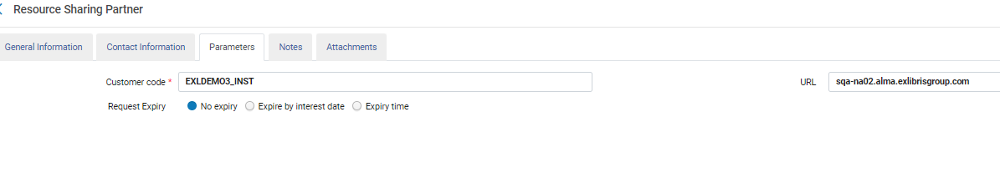 Resource Sharing Partner
General Information Contact Information Parameters Notes Attachments
Customer code * EXLDEMO3_INST URL sqa-na02.alma.exlibrisgroup.com
Request Expiry No expiry Expire by interest date Expiry time